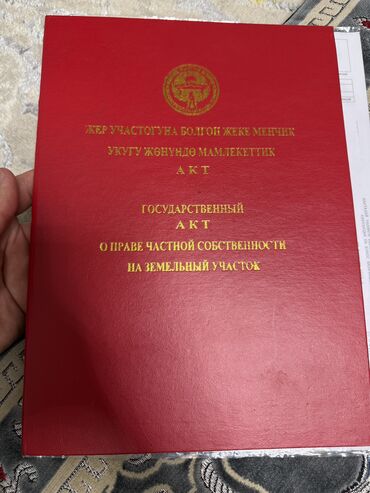 ЖЕР УЧАСТОГУНА БОЛГОН ЖЕКЕ МЕНЧИК
УКУГУ ЖӨНҮНДӨ МАМЛЕКЕТТИК
АКТ
ГОСУДАРСТВЕННЫЙ
АКТ
О ПРАВЕ ЧАСТНОЙ СОБСТВЕННОСТИ
НА ЗЕМЕЛЬНЫЙ УЧАСТОК